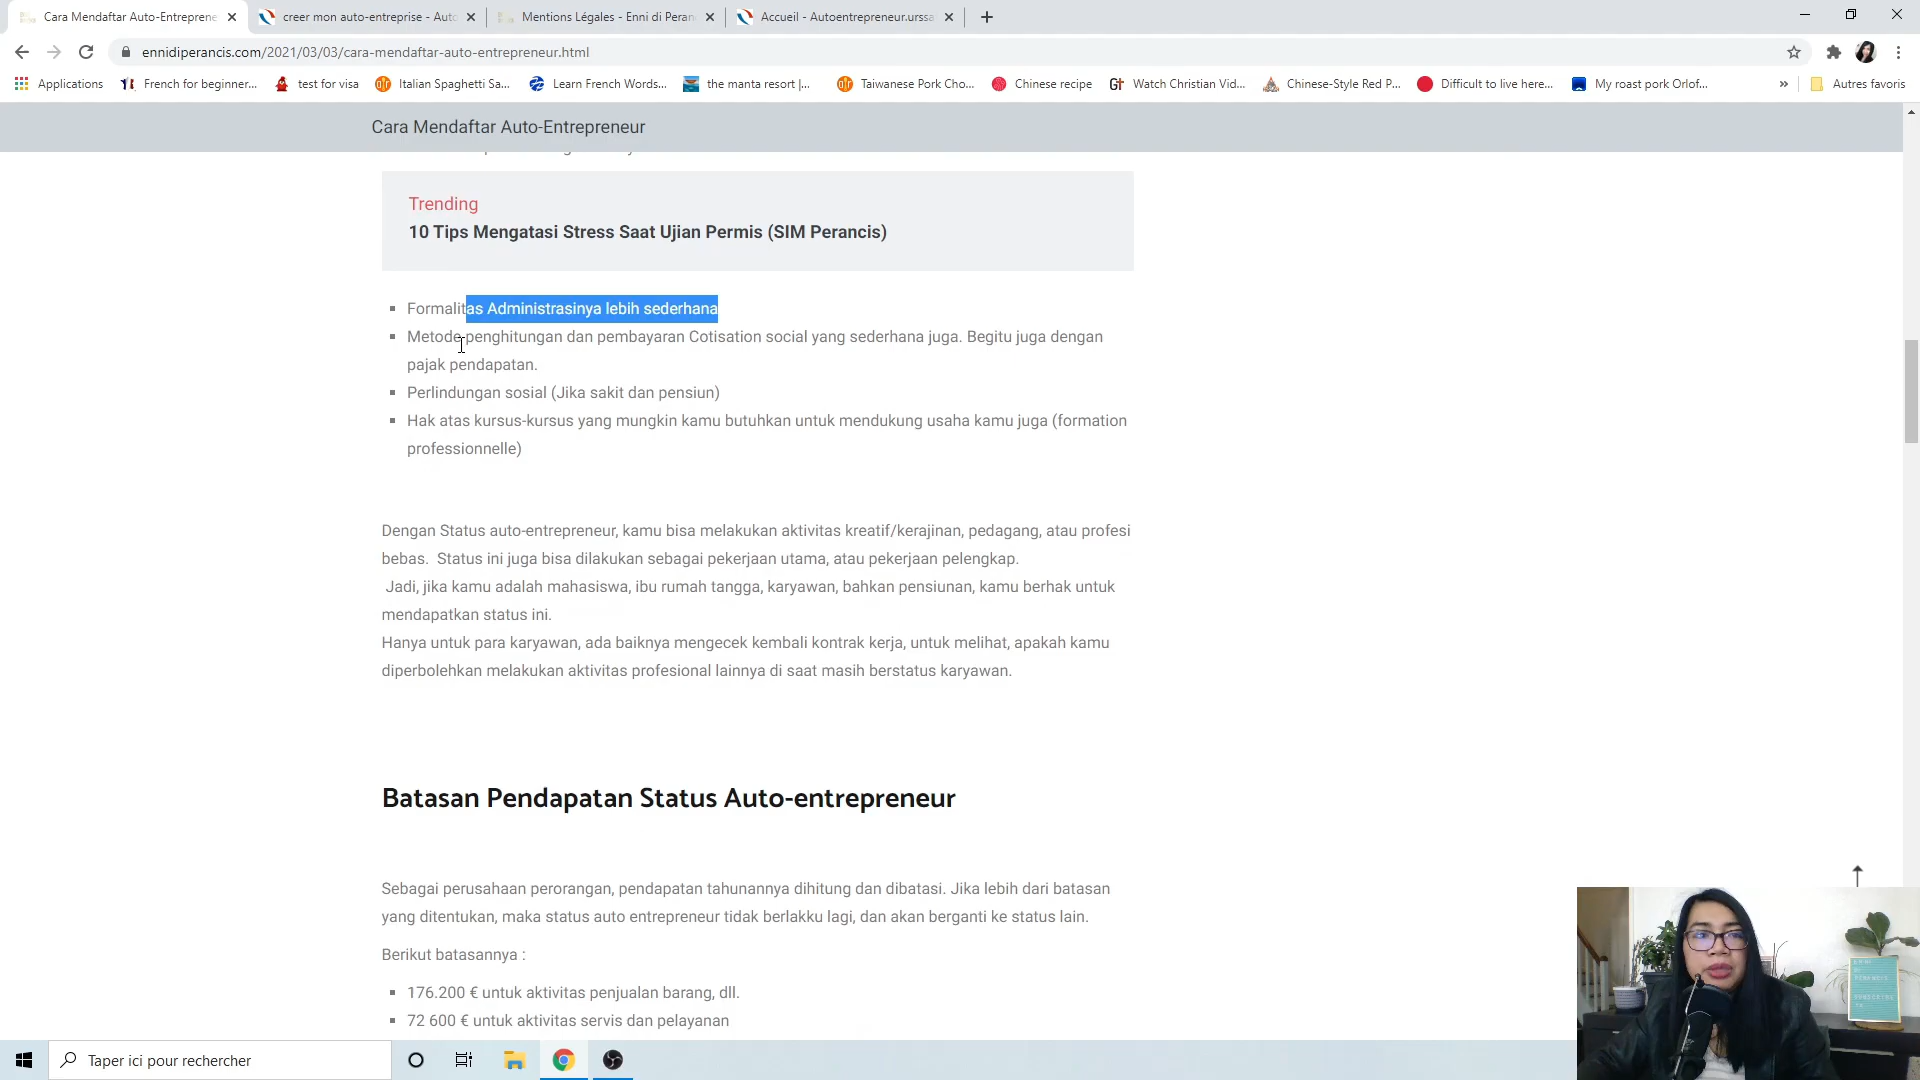 Cara Mendaftar Auto-Entreprene
creer mon auto-entreprise - Auto
Mentions Légales - Enni di Peran
Accueil - Autoentrepreneur.urssa
ennidiperancis.com/2021/03/03/cara-mendaftar-auto-entrepreneur.html
Applications
French for beginner...
test for visa
Italian Spaghetti Sa...
Learn French Words...
the manta resort |...
Taiwanese Pork Cho...
Chinese recipe
Watch Christian Vid...
Chinese-Style Red P...
Difficult to live here...
My roast pork Orlof...
»
Autres favoris
Cara Mendaftar Auto-Entrepreneur
Trending
10 Tips Mengatasi Stress Saat Ujian Permis (SIM Perancis)
Formalitas Administrasinya lebih sederhana
Metode penghitungan dan pembayaran Cotisation social yang sederhana juga. Begitu juga dengan
pajak pendapatan.
Perlindungan sosial (Jika sakit dan pensiun)
Hak atas kursus-kursus yang mungkin kamu butuhkan untuk mendukung usaha kamu juga (formation
professionnelle)
Dengan Status auto-entrepreneur, kamu bisa melakukan aktivitas kreatif/kerajinan, pedagang, atau profesi
bebas. Status ini juga bisa dilakukan sebagai pekerjaan utama, atau pekerjaan pelengkap.
Jadi, jika kamu adalah mahasiswa, ibu rumah tangga, karyawan, bahkan pensiunan, kamu berhak untuk
mendapatkan status ini.
Hanya untuk para karyawan, ada baiknya mengecek kembali kontrak kerja, untuk melihat, apakah kamu
diperbolehkan melakukan aktivitas profesional lainnya di saat masih berstatus karyawan.
Batasan Pendapatan Status Auto-entrepreneur
Sebagai perusahaan perorangan, pendapatan tahunannya dihitung dan dibatasi. Jika lebih dari batasan
yang ditentukan, maka status auto entrepreneur tidak berlakku lagi, dan akan berganti ke status lain.
Berikut batasannya :
176.200 € untuk aktivitas penjualan barang, dll.
72 600 € untuk aktivitas servis dan pelayanan
Taper ici pour rechercher